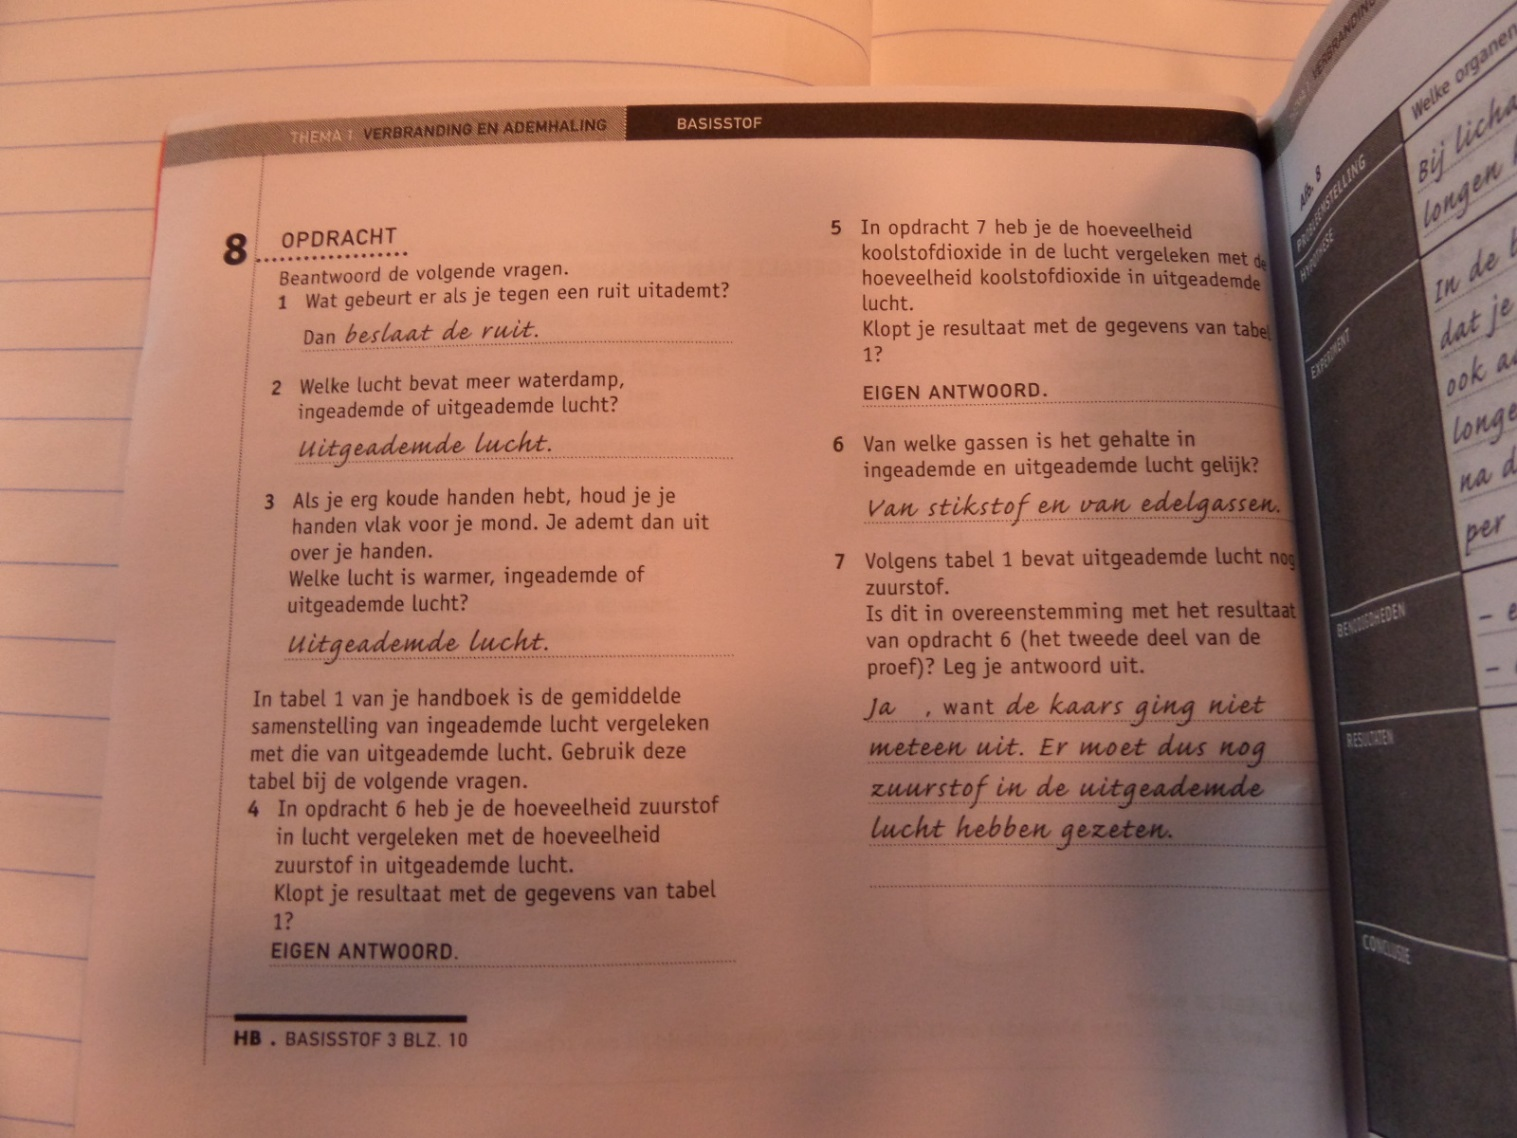 THEMA 1 VERBRANDING EN ADEMHALING BASISSTOF
8 OPDRACHT
Beantwoord de volgende vragen.
1 Wat gebeurt er als je tegen een ruit uitademt?
Dan beslaat de ruit.
2 Welke lucht bevat meer waterdamp,
ingeademde of uitgeademde lucht?
Uitgeademde lucht.
3 Als je erg koude handen hebt, houd je je
handen vlak voor je mond. Je ademt dan uit
over je handen.
Welke lucht is warmer, ingeademde of
uitgeademde lucht?
Uitgeademde lucht.
In tabel 1 van je handboek is de gemiddelde
samenstelling van ingeademde lucht vergeleken
met die van uitgeademde lucht. Gebruik deze
tabel bij de volgende vragen.
4 In opdracht 6 heb je de hoeveelheid zuurstof
in lucht vergeleken met de hoeveelheid
zuurstof in uitgeademde lucht.
Klopt je resultaat met de gegevens van tabel
1?
EIGEN ANTWOORD.
HB . BASISSTOF 3 BLZ. 10
5 In opdracht 7 heb je de hoeveelheid
koolstofdioxide in de lucht vergeleken met de
hoeveelheid koolstofdioxide in uitgeademde
lucht.
Klopt je resultaat met de gegevens van tabel
1?
EIGEN ANTWOORD.
6 Van welke gassen is het gehalte in
ingeademde en uitgeademde lucht gelijk?
Van stikstof en van edelgassen.
7 Volgens tabel 1 bevat uitgeademde lucht nog
zuurstof.
Is dit in overeenstemming met het resultaat
van opdracht 6 (het tweede deel van de
proef)? Leg je antwoord uit.
Ja , want de kaars ging niet
meteen uit. Er moet dus nog
zuurstof in de uitgeademde
lucht hebben gezeten.
VERBRANDING
Afb. 8
PROBLEEMSTELLING
Welke organen
HYPOTHESE
Bij licha
longen
EXPERIMENT
In de
dat je
ook
longe
na d
per
BENODIGDHEDEN
RESULTATEN
CONCLUSIE